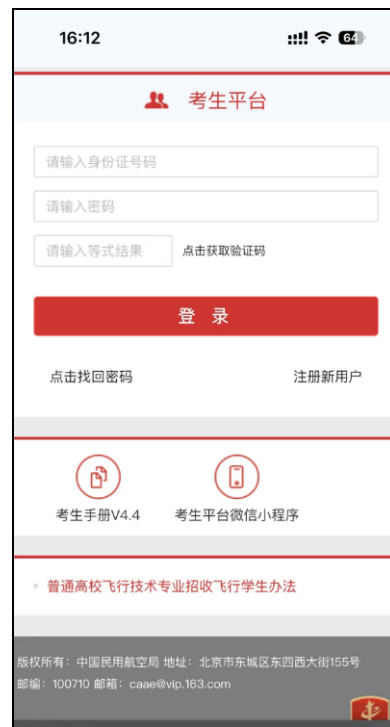 16:12
64
考生平台
请输入身份证号码
请输入密码
请输入等式结果 点击获取验证码
登 录
点击找回密码 注册新用户
考生手册V4.4 考生平台微信小程序
普通高校飞行技术专业招收飞行学生办法
版权所有：中国民用航空局 地址：北京市东城区东四西大街155号
邮编：100710 邮箱：caae@vip.163.com